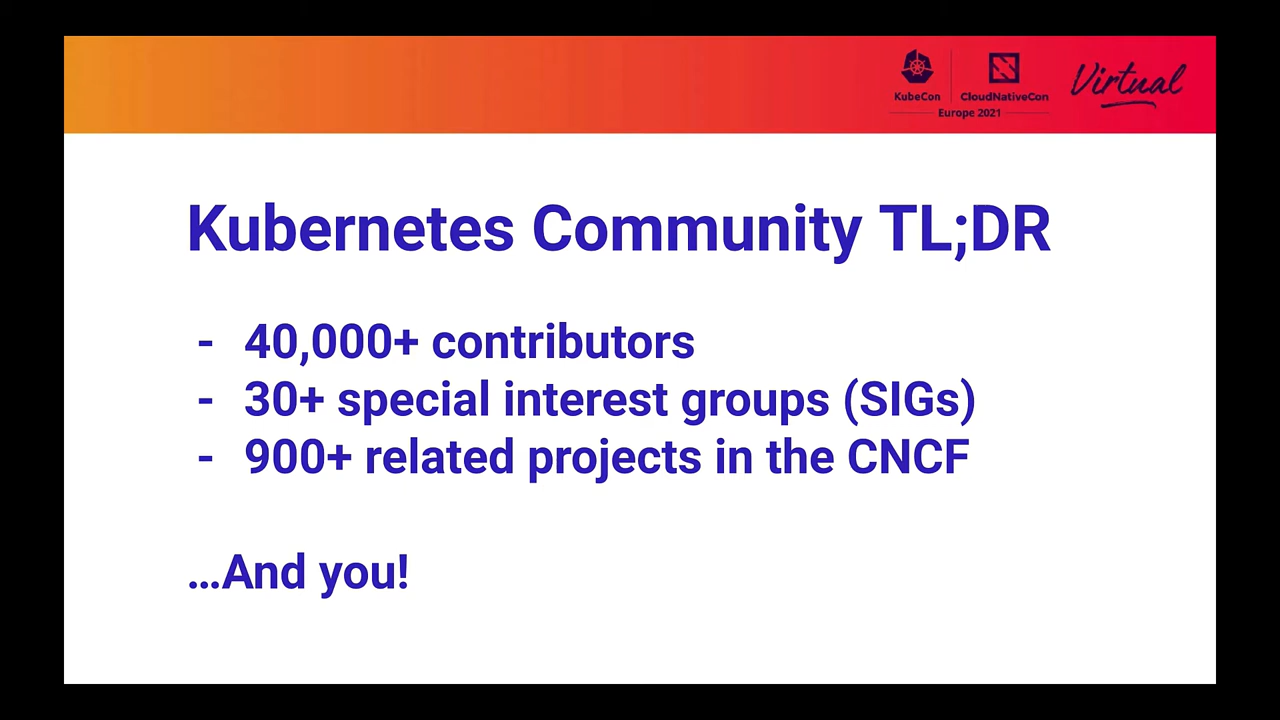 KubeCon
CloudNativeCon
Europe 2021
Virtual
Kubernetes Community TL;DR
- 40,000+ contributors
- 30+ special interest groups (SIGs)
- 900+ related projects in the CNCF
...And you!